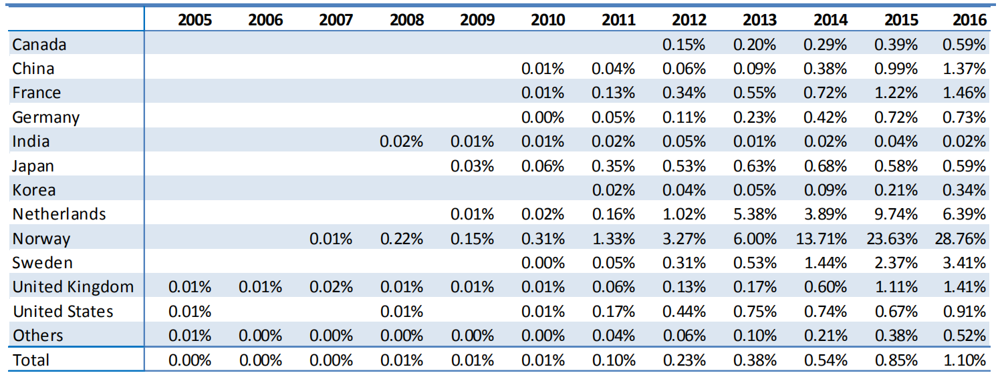 2005 2006 2007 2008 2009 2010 2011 2012 2013 2014 2015 2016
Canada 0.15% 0.20% 0.29% 0.39% 0.59%
China 0.01% 0.04% 0.06% 0.09% 0.38% 0.99% 1.37%
France 0.01% 0.13% 0.34% 0.55% 0.72% 1.22% 1.46%
Germany 0.00% 0.05% 0.11% 0.23% 0.42% 0.72% 0.73%
India 0.02% 0.01% 0.01% 0.02% 0.05% 0.01% 0.02% 0.04% 0.02%
Japan 0.03% 0.06% 0.35% 0.53% 0.63% 0.68% 0.58% 0.59%
Korea 0.02% 0.04% 0.05% 0.09% 0.21% 0.34%
Netherlands 0.01% 0.02% 0.16% 1.02% 5.38% 3.89% 9.74% 6.39%
Norway 0.01% 0.22% 0.15% 0.31% 1.33% 3.27% 6.00% 13.71% 23.63% 28.76%
Sweden 0.00% 0.05% 0.31% 0.53% 1.44% 2.37% 3.41%
United Kingdom 0.01% 0.01% 0.02% 0.01% 0.01% 0.01% 0.06% 0.13% 0.17% 0.60% 1.11% 1.41%
United States 0.01% 0.01% 0.01% 0.17% 0.44% 0.75% 0.74% 0.67% 0.91%
Others 0.01% 0.00% 0.00% 0.00% 0.00% 0.00% 0.04% 0.06% 0.10% 0.21% 0.38% 0.52%
Total 0.00% 0.00% 0.00% 0.01% 0.01% 0.01% 0.10% 0.23% 0.38% 0.54% 0.85% 1.10%